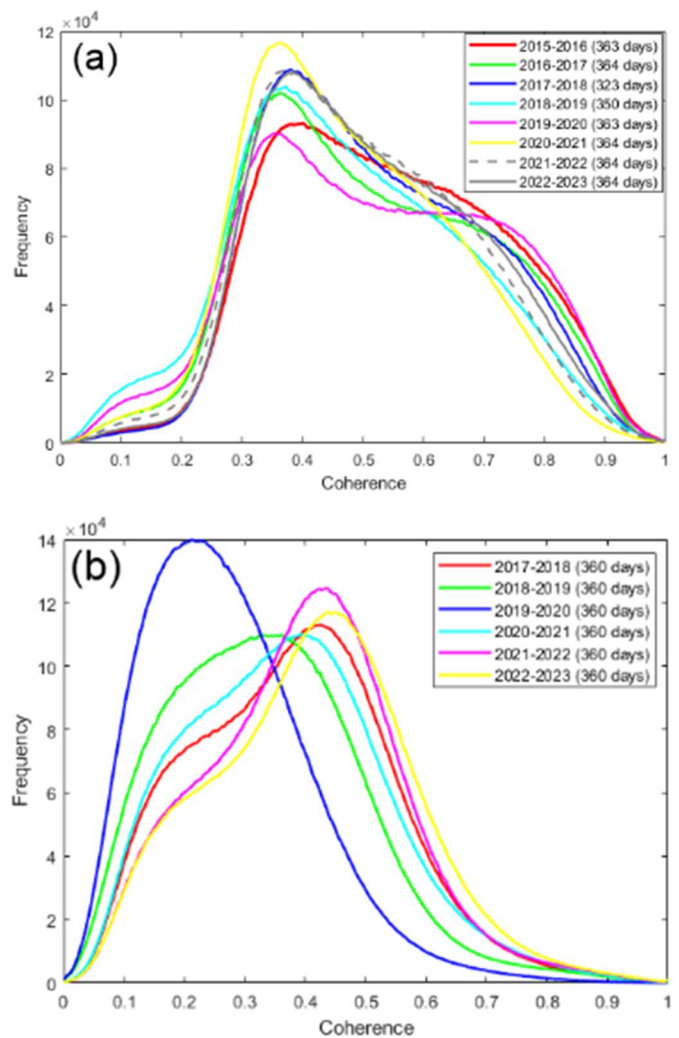 × 10⁴
(a)
12
10
8
6
4
2
0
Frequency
2015-2016 (363 days)
2016-2017 (364 days)
2017-2018 (323 days)
2018-2019 (350 days)
2019-2020 (363 days)
2020-2021 (364 days)
2021-2022 (364 days)
2022-2023 (364 days)
0 0.1 0.2 0.3 0.4 0.5 0.6 0.7 0.8 0.9 1
Coherence
× 10⁴
(b)
14
12
10
8
6
4
2
0
Frequency
2017-2018 (360 days)
2018-2019 (360 days)
2019-2020 (360 days)
2020-2021 (360 days)
2021-2022 (360 days)
2022-2023 (360 days)
0 0.1 0.2 0.3 0.4 0.5 0.6 0.7 0.8 0.9 1
Coherence